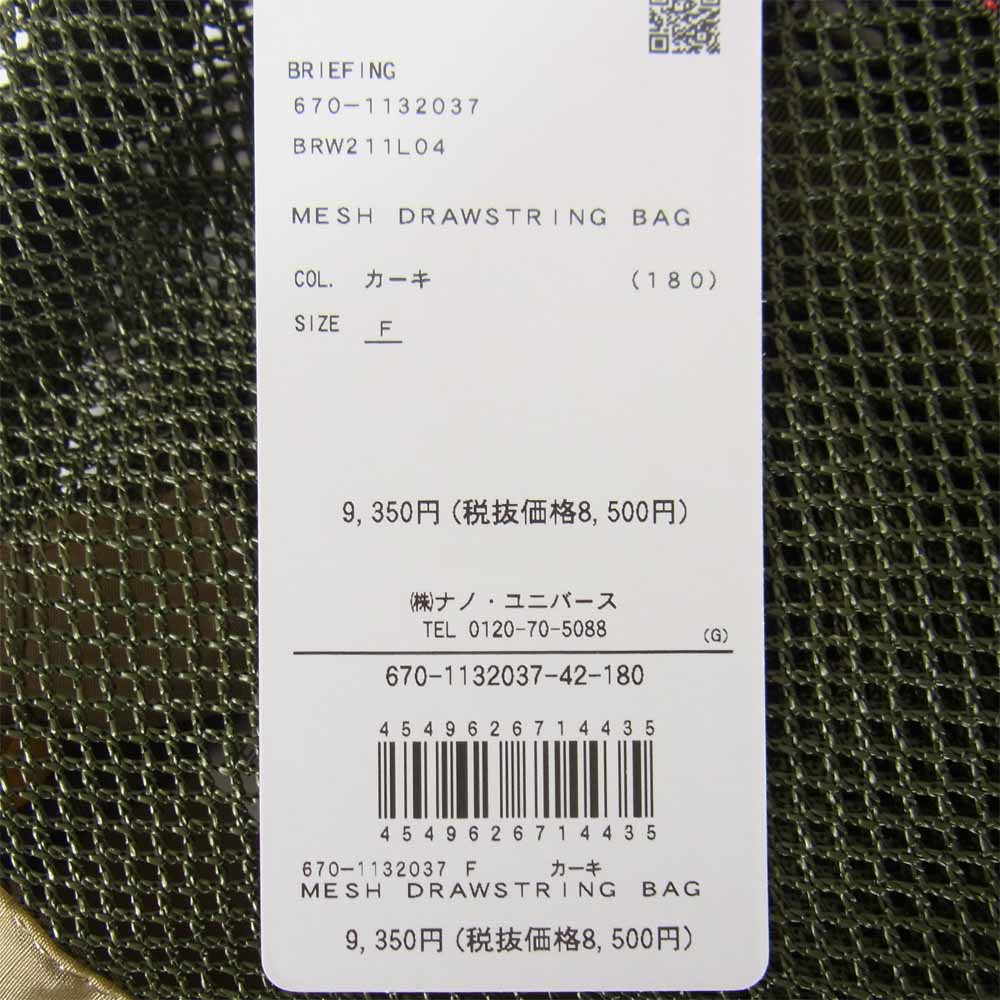 BRIEFING
670-1132037
BRW211L04
MESH DRAWSTRING BAG
COL. カーキ (180)
SIZE F
9,350円(税抜価格8,500円)
㈱ナノ・ユニバース
TEL 0120-70-5088
(G)
670-1132037-42-180
4549626714435
4549626714435
670-1132037 F カーキ
MESH DRAWSTRING BAG
9,350円(税抜価格8,500円)